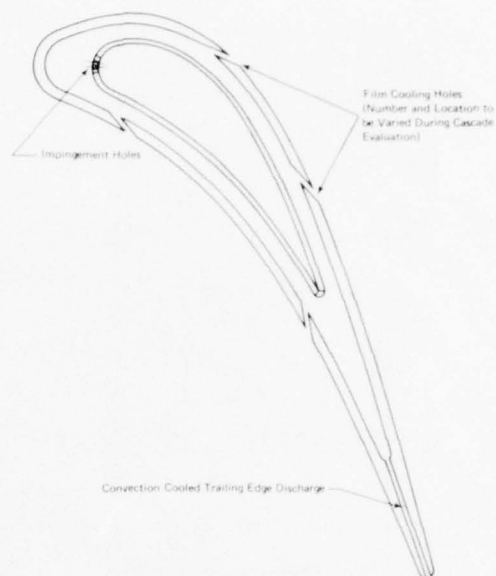 Film Cooling Holes
(Number and Location to
be Varied During Cascade
Evaluation)
Impingement Holes
Convection Cooled Trailing Edge Discharge